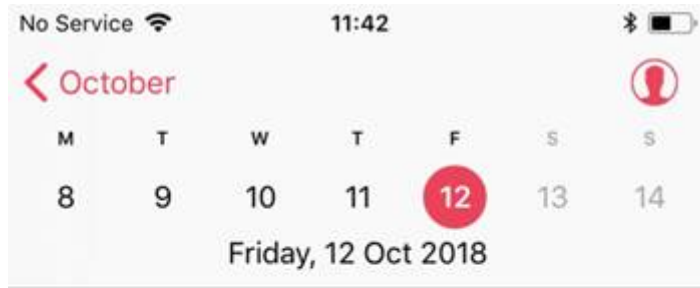 No Service 11:42
October
M T W T F S S
8 9 10 11 12 13 14
Friday, 12 Oct 2018